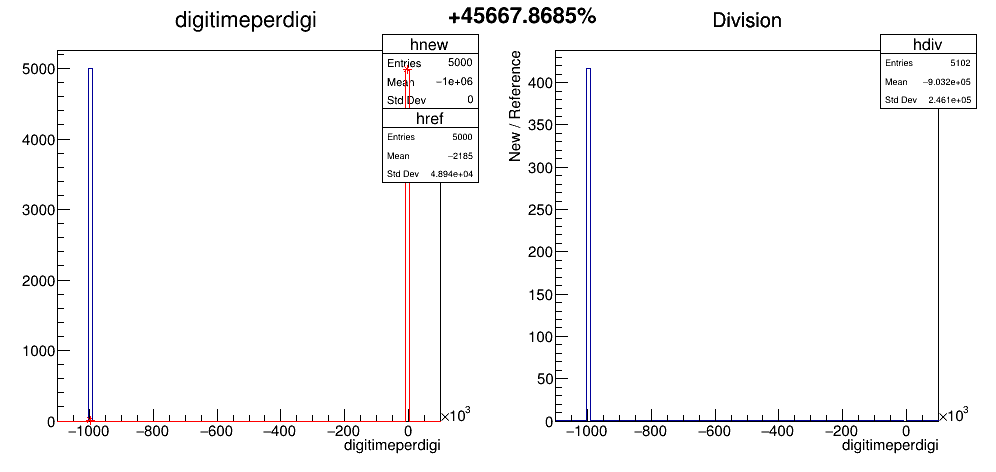 +45667.8685%
digitimeperdigi
hnew
Entries 5000
Mean −1e+06
Std Dev 0
href
Entries 5000
Mean −2185
Std Dev 4.894e+04
5000
4000
3000
2000
1000
0
−1000 −800 −600 −400 −200 0
×10³
digitimeperdigi
Division
hdiv
Entries 5102
Mean −9.032e+05
Std Dev 2.461e+05
New / Reference
400
350
300
250
200
150
100
50
0
−1000 −800 −600 −400 −200 0
×10³
digitimeperdigi